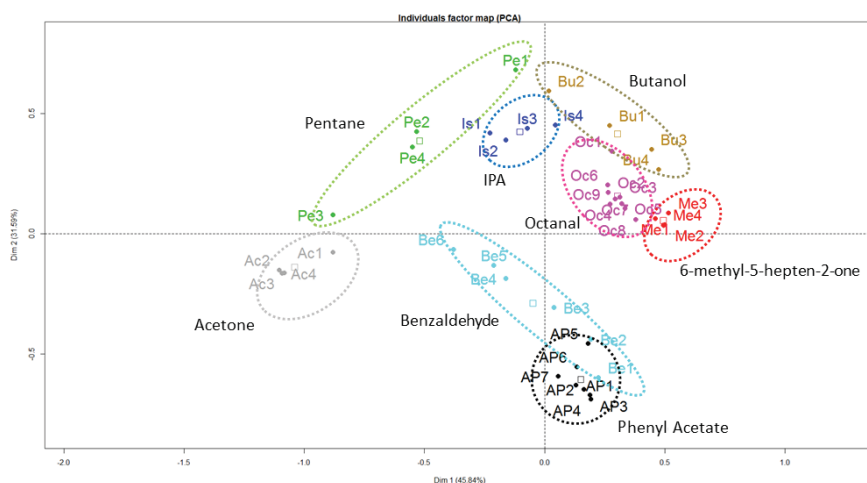 Individuals factor map (PCA)
Pe1
Bu2
Butanol
0.5
Is3
Is4
Bu1
Pentane
Pe2
Is1
Bu3
Is2
Oc1
Pe4
Bu4
IPA
Oc6
Oc2
Oc3
Oc9
Me3
Pe3
Octanal
Oc4
Oc7
Oc5
Me4
0.0
Oc8
Me1
Me2
Be6
Ac2
Ac1
Be5
6-methyl-5-hepten-2-one
Ac3
Ac4
Be4
Acetone
Benzaldehyde
Be3
AP5
Be2
-0.5
AP6
Be1
AP7
AP2
AP1
AP4
AP3
Phenyl Acetate
-2.0
-1.5
-1.0
-0.5
0.0
0.5
1.0
Dim 1 (45.84%)
Dim 2 (31.59%)